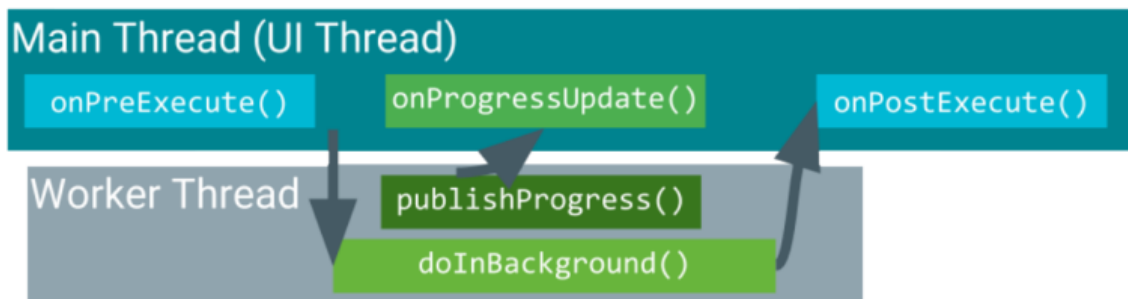 Main Thread (UI Thread)
onPreExecute()
onProgressUpdate()
onPostExecute()
Worker Thread
publishProgress()
doInBackground()